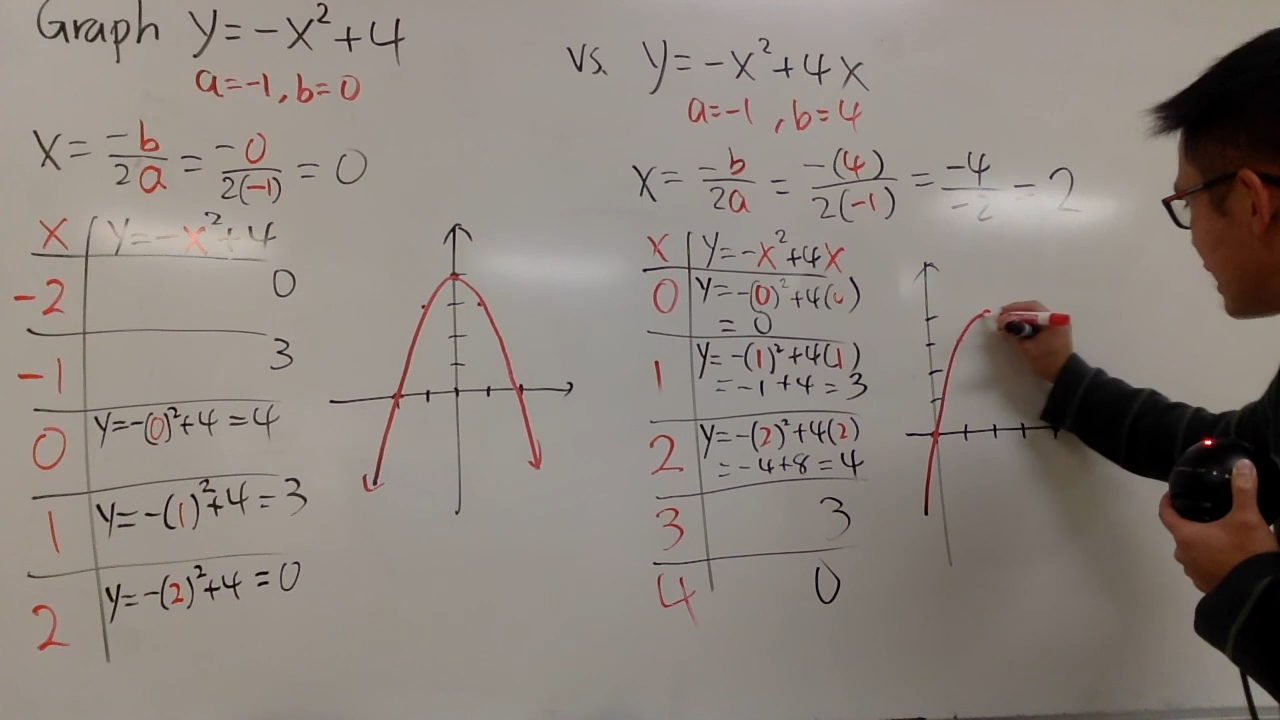 Graph y=-x²+4
a=-1, b=0
x = -b/2a = -0/2(-1) = 0
x | y=-x²+4
-2 | 0
-1 | 3
0 | y=-(0)²+4=4
1 | y=-(1)²+4=3
2 | y=-(2)²+4=0
vs. y=-x²+4x
a=-1, b=4
x = -b/2a = -(4)/2(-1) = -4/-2 = 2
x | y=-x²+4x
0 | y=-(0)²+4(0)
= 0
1 | y=-(1)²+4(1)
=-1+4=3
2 | y=-(2)²+4(2)
=-4+8=4
3 | 3
4 | 0